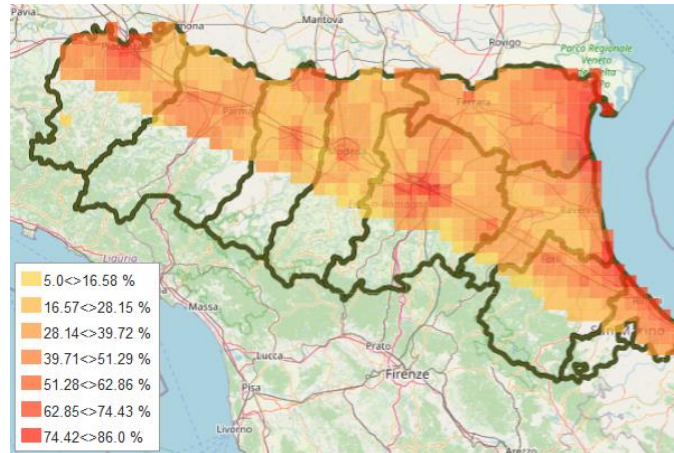 Pavia
Mantova
Rovigo
Parco Regionale
Veneto
Ferrara
Parma
Liguria
Massa
Lucca
Prato
Pisa
Firenze
Livorno
Arezzo
5.0<>16.58 %
16.57<>28.15 %
28.14<>39.72 %
39.71<>51.29 %
51.28<>62.86 %
62.85<>74.43 %
74.42<>86.0 %